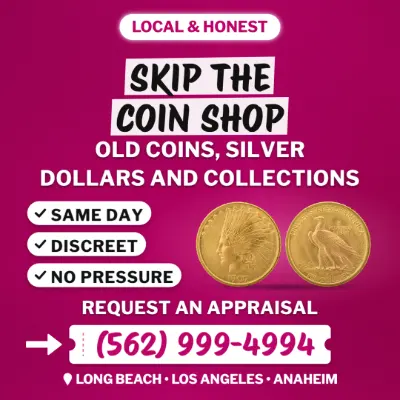 LOCAL & HONEST
SKIP THE
COIN SHOP
OLD COINS, SILVER
DOLLARS AND COLLECTIONS
SAME DAY
DISCREET
NO PRESSURE
REQUEST AN APPRAISAL
(562) 999-4994
LONG BEACH • LOS ANGELES • ANAHEIM